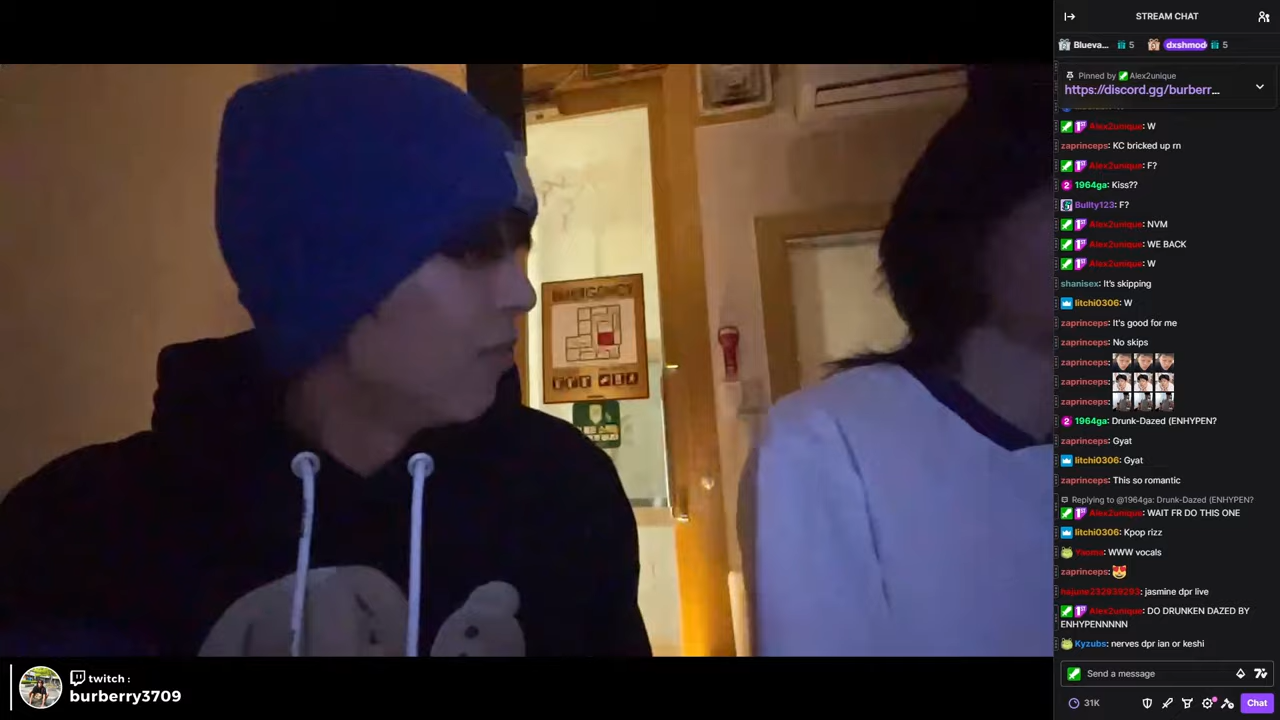 STREAM CHAT
Blueva... 5 dxshmod 5
Pinned by Alex2unique
https://discord.gg/burberr...
Alex2unique: W
zaprinceps: KC bricked up rn
Alex2unique: F?
1964ga: Kiss??
Bullty123: F?
Alex2unique: NVM
Alex2unique: WE BACK
Alex2unique: W
shanisex: It's skipping
litchi0306: W
zaprinceps: It's good for me
zaprinceps: No skips
zaprinceps:
zaprinceps:
zaprinceps:
1964ga: Drunk-Dazed (ENHYPEN?
zaprinceps: Gyat
litchi0306: Gyat
zaprinceps: This so romantic
Replying to @1964ga: Drunk-Dazed (ENHYPEN?
Alex2unique: WAIT FR DO THIS ONE
litchi0306: Kpop rizz
Yaoma: WWW vocals
zaprinceps:
hajune232938293: jasmine dpr live
Alex2unique: DO DRUNKEN DAZED BY
ENHYPENNNNN
Kyzubs: nerves dpr ian or keshi
Send a message
31K
Chat
EMERGENCY
twitch :
burberry3709